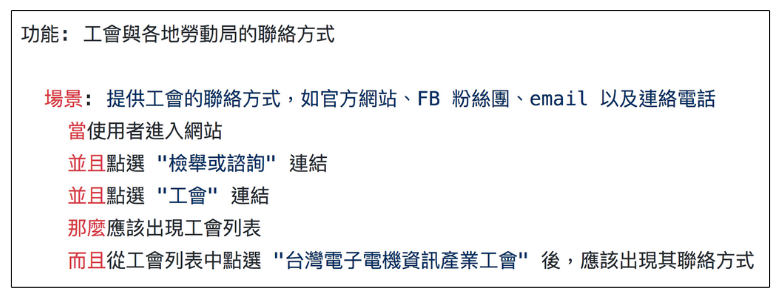 功能: 工會與各地勞動局的聯絡方式
場景: 提供工會的聯絡方式，如官方網站、FB 粉絲團、email 以及連絡電話
當使用者進入網站
並且點選 "檢舉或諮詢" 連結
並且點選 "工會" 連結
那麼應該出現工會列表
而且從工會列表中點選 "台灣電子電機資訊產業工會" 後，應該出現其聯絡方式